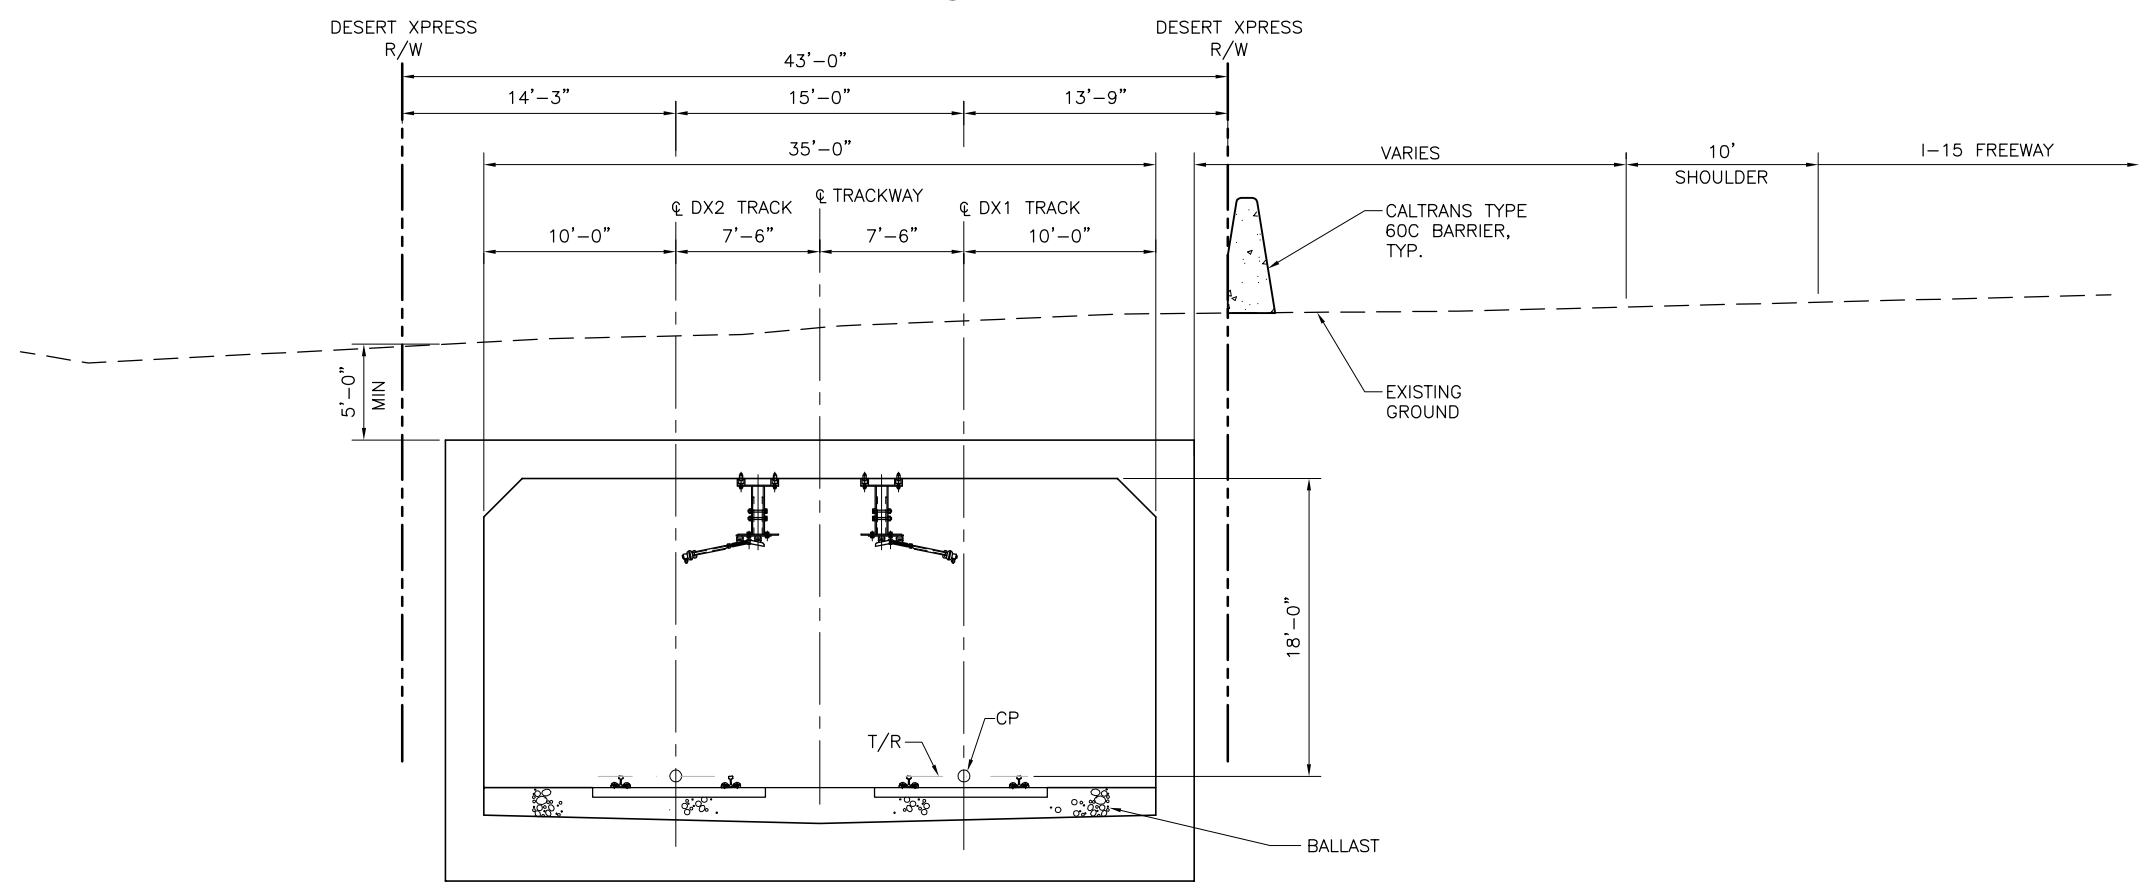 DESERT XPRESS
R/W
DESERT XPRESS
R/W
43'-0"
14'-3"
15'-0"
13'-9"
35'-0"
VARIES
10'
SHOULDER
I-15 FREEWAY
℄ DX2 TRACK
℄ TRACKWAY
℄ DX1 TRACK
10'-0"
7'-6"
7'-6"
10'-0"
CALTRANS TYPE
60C BARRIER,
TYP.
5'-0"
MIN
EXISTING
GROUND
18'-0"
CP
T/R
BALLAST